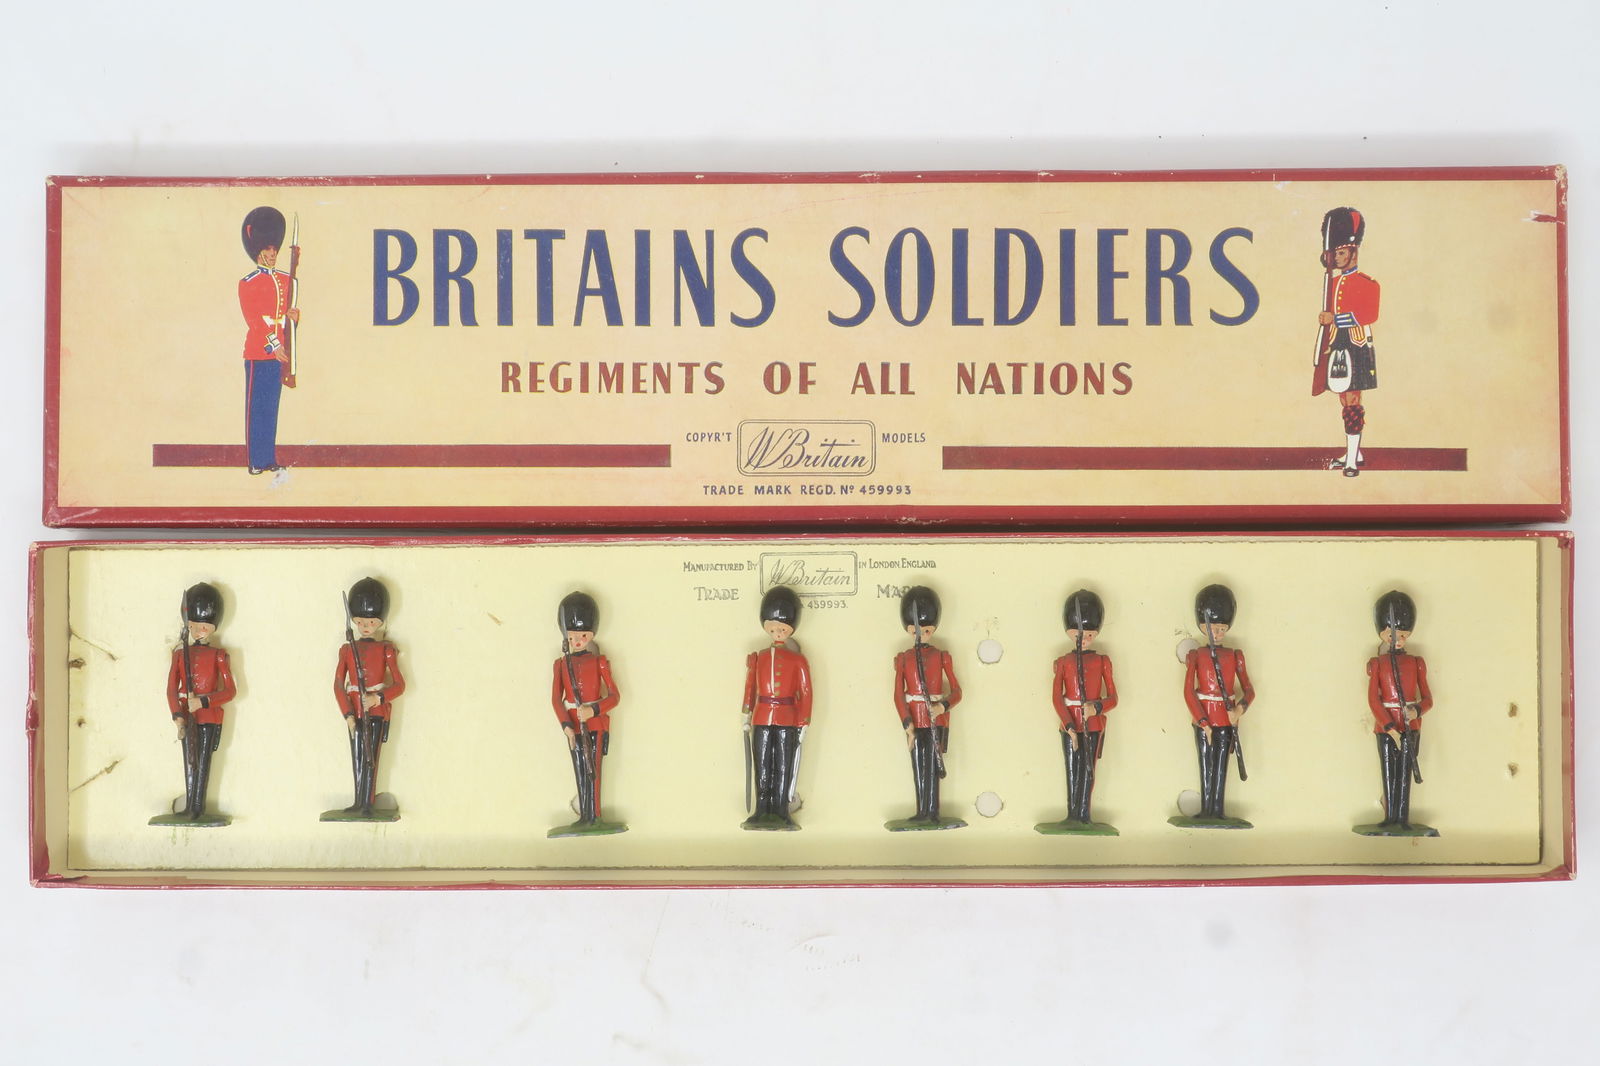 BRITAINS SOLDIERS
REGIMENTS OF ALL NATIONS
COPYR'T W Britain MODELS
TRADE MARK REGD. Nº 459993
MANUFACTURED BY W Britain IN LONDON, ENGLAND
TRADE
459993.